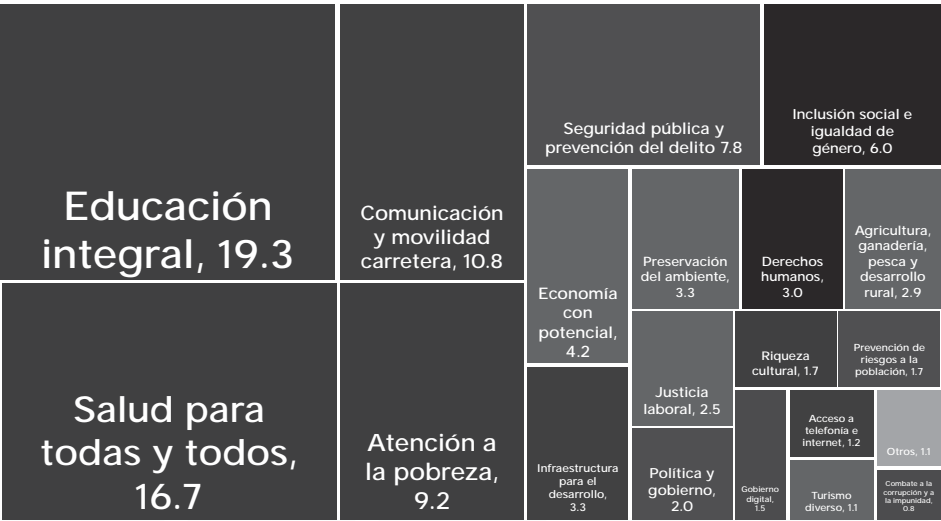 Educación
integral, 19.3
Salud para
todas y todos,
16.7
Comunicación
y movilidad
carretera, 10.8
Atención a
la pobreza,
9.2
Seguridad pública y
prevención del delito 7.8
Inclusión social e
igualdad de
género, 6.0
Economía
con
potencial,
4.2
Infraestructura
para el
desarrollo,
3.3
Preservación
del ambiente,
3.3
Derechos
humanos,
3.0
Agricultura,
ganadería,
pesca y
desarrollo
rural, 2.9
Justicia
laboral, 2.5
Política y
gobierno,
2.0
Riqueza
cultural, 1.7
Prevención de
riesgos a la
población, 1.7
Gobierno
digital,
1.5
Acceso a
telefonía e
internet, 1.2
Turismo
diverso, 1.1
Otros, 1.1
Combate a la
corrupción y a
la impunidad,
0.8